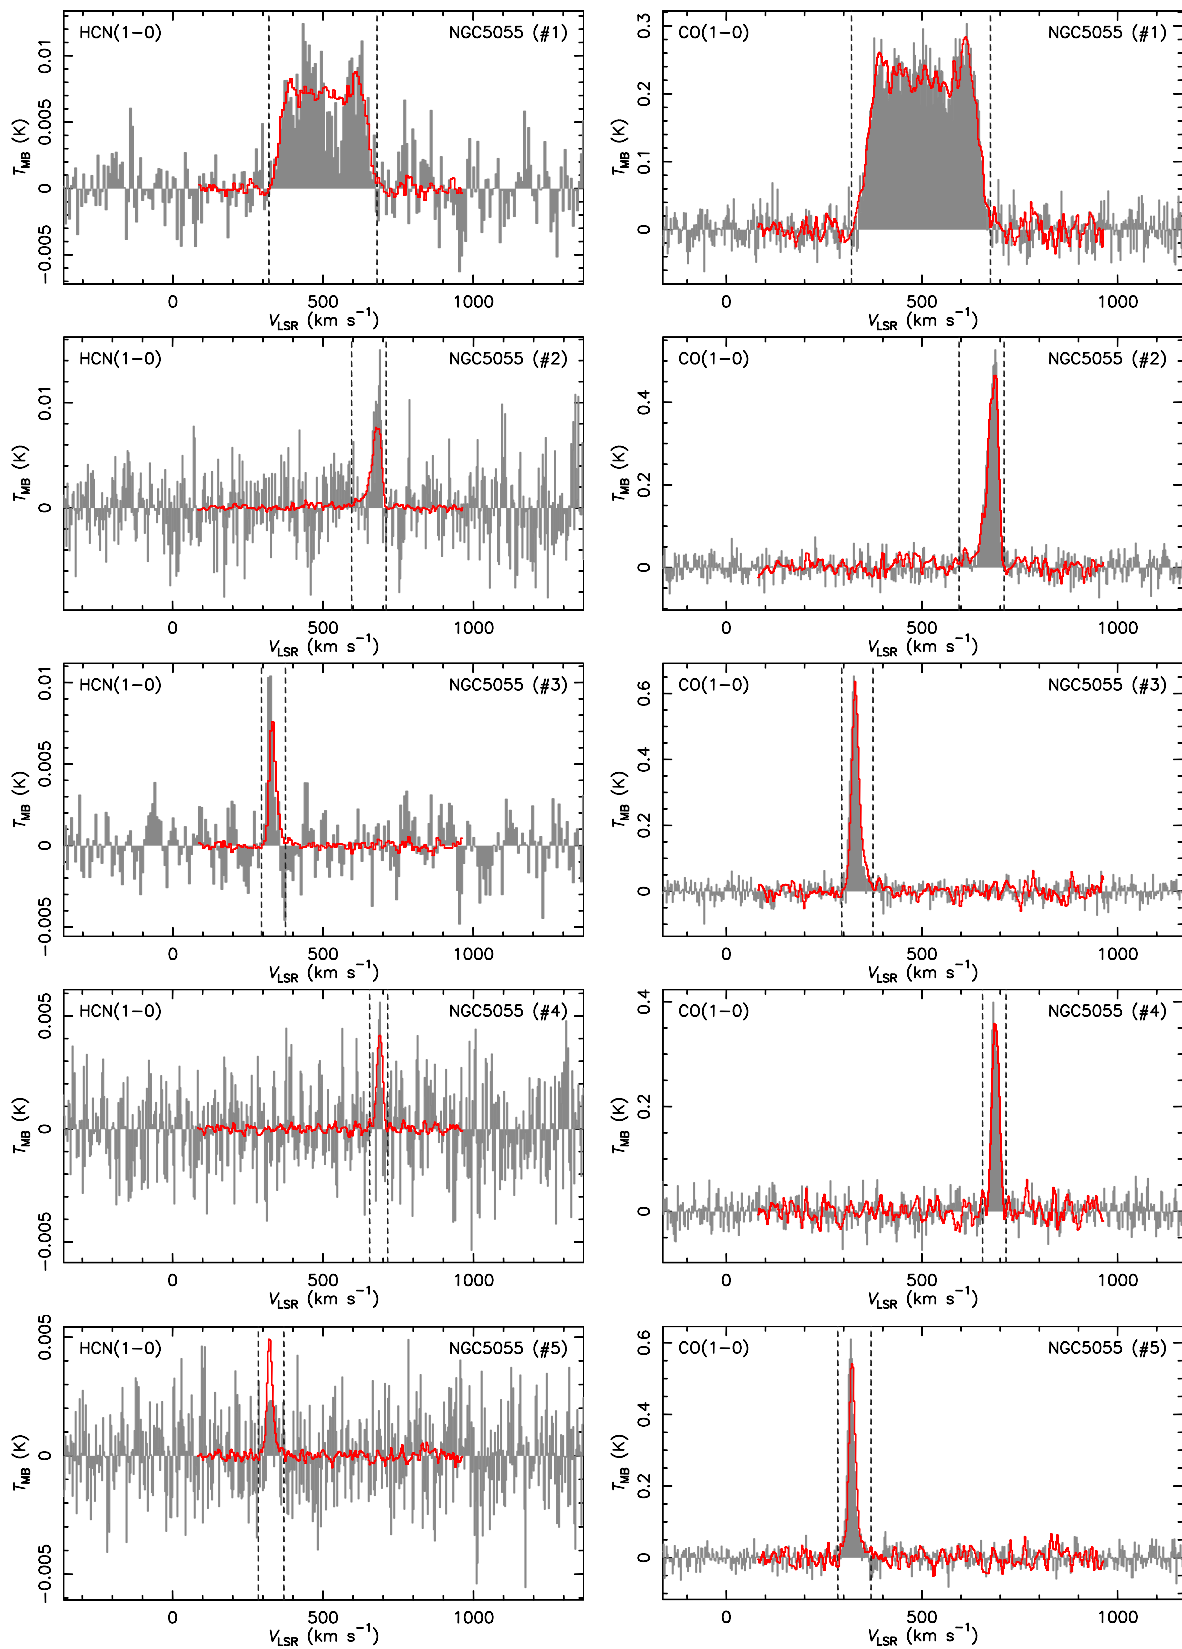 HCN(1−0) NGC5055 (#1)
T_MB (K)
−0.005 0 0.005 0.01
0 500 1000
V_LSR (km s⁻¹)
CO(1−0) NGC5055 (#1)
T_MB (K)
0 0.1 0.2 0.3
0 500 1000
V_LSR (km s⁻¹)
HCN(1−0) NGC5055 (#2)
T_MB (K)
0 0.01
0 500 1000
V_LSR (km s⁻¹)
CO(1−0) NGC5055 (#2)
T_MB (K)
0 0.2 0.4
0 500 1000
V_LSR (km s⁻¹)
HCN(1−0) NGC5055 (#3)
T_MB (K)
−0.005 0 0.005 0.01
0 500 1000
V_LSR (km s⁻¹)
CO(1−0) NGC5055 (#3)
T_MB (K)
0 0.2 0.4 0.6
0 500 1000
V_LSR (km s⁻¹)
HCN(1−0) NGC5055 (#4)
T_MB (K)
−0.005 0 0.005
0 500 1000
V_LSR (km s⁻¹)
CO(1−0) NGC5055 (#4)
T_MB (K)
0 0.2 0.4
0 500 1000
V_LSR (km s⁻¹)
HCN(1−0) NGC5055 (#5)
T_MB (K)
−0.005 0 0.005
0 500 1000
V_LSR (km s⁻¹)
CO(1−0) NGC5055 (#5)
T_MB (K)
0 0.2 0.4 0.6
0 500 1000
V_LSR (km s⁻¹)